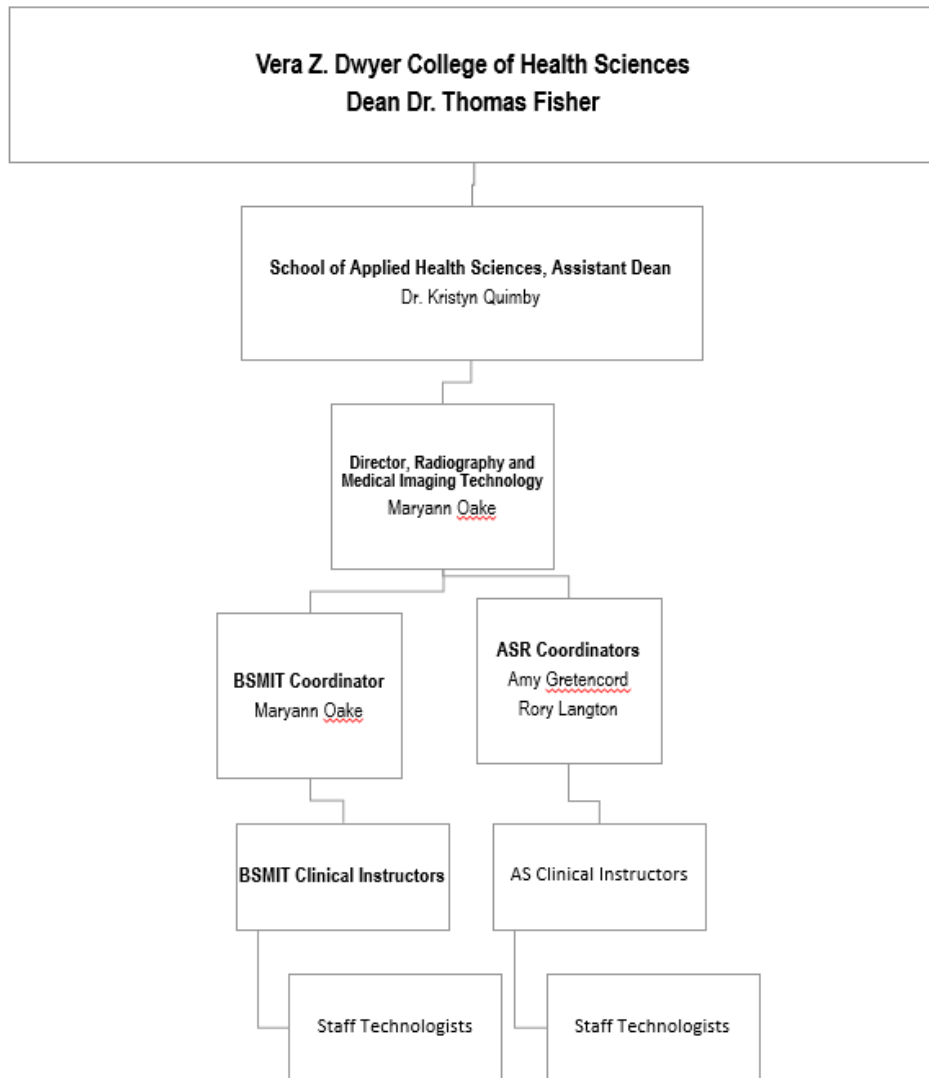 Vera Z. Dwyer College of Health Sciences
Dean Dr. Thomas Fisher
School of Applied Health Sciences, Assistant Dean
Dr. Kristyn Quimby
Director, Radiography and
Medical Imaging Technology
Maryann Oake
BSMIT Coordinator
Maryann Oake
ASR Coordinators
Amy Gretencord
Rory Langton
BSMIT Clinical Instructors
AS Clinical Instructors
Staff Technologists
Staff Technologists